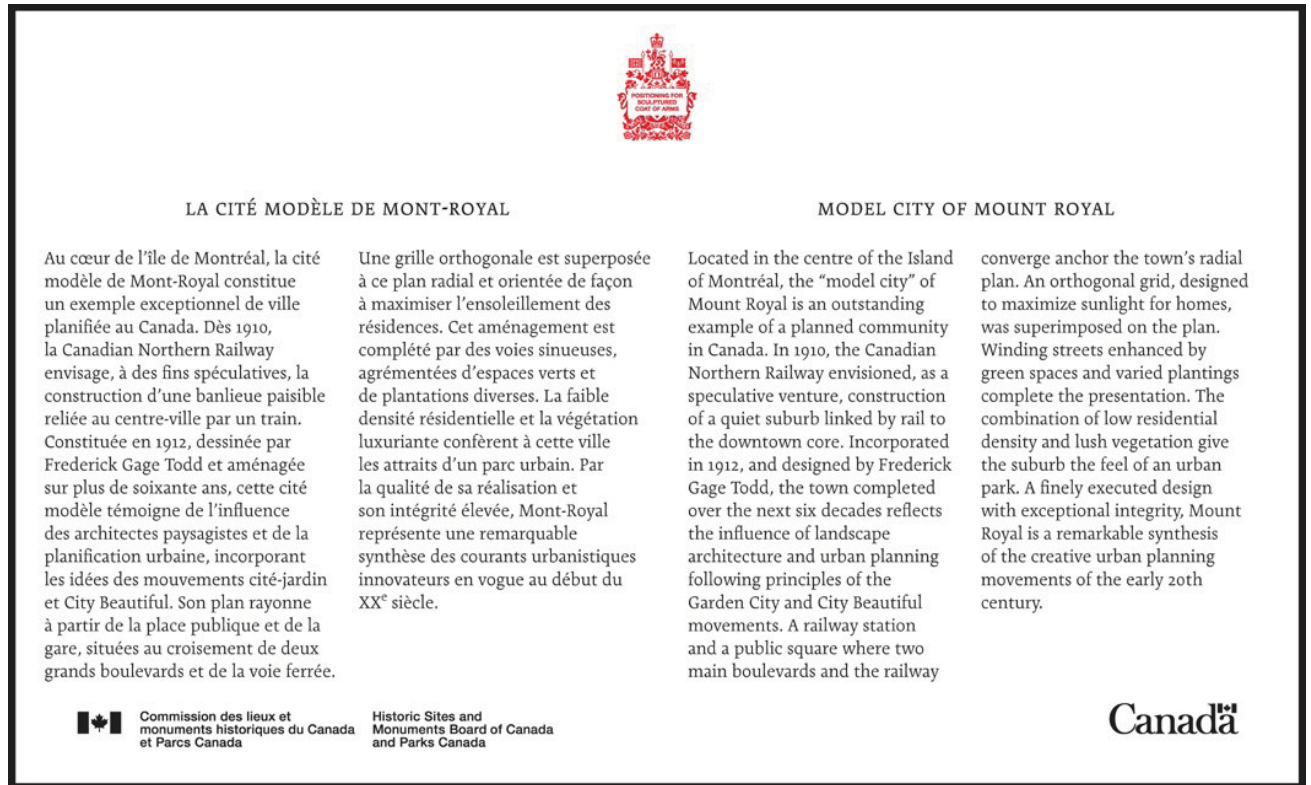 POSITIONING FOR
SCULPTURED
COAT OF ARMS
LA CITÉ MODÈLE DE MONT-ROYAL
Au cœur de l'île de Montréal, la cité
modèle de Mont-Royal constitue
un exemple exceptionnel de ville
planifiée au Canada. Dès 1910,
la Canadian Northern Railway
envisage, à des fins spéculatives, la
construction d'une banlieue paisible
reliée au centre-ville par un train.
Constituée en 1912, dessinée par
Frederick Gage Todd et aménagée
sur plus de soixante ans, cette cité
modèle témoigne de l'influence
des architectes paysagistes et de la
planification urbaine, incorporant
les idées des mouvements cité-jardin
et City Beautiful. Son plan rayonne
à partir de la place publique et de la
gare, situées au croisement de deux
grands boulevards et de la voie ferrée.
Une grille orthogonale est superposée
à ce plan radial et orientée de façon
à maximiser l'ensoleillement des
résidences. Cet aménagement est
complété par des voies sinueuses,
agrémentées d'espaces verts et
de plantations diverses. La faible
densité résidentielle et la végétation
luxuriante confèrent à cette ville
les attraits d'un parc urbain. Par
la qualité de sa réalisation et
son intégrité élevée, Mont-Royal
représente une remarquable
synthèse des courants urbanistiques
innovateurs en vogue au début du
XXe siècle.
MODEL CITY OF MOUNT ROYAL
Located in the centre of the Island
of Montréal, the “model city” of
Mount Royal is an outstanding
example of a planned community
in Canada. In 1910, the Canadian
Northern Railway envisioned, as a
speculative venture, construction
of a quiet suburb linked by rail to
the downtown core. Incorporated
in 1912, and designed by Frederick
Gage Todd, the town completed
over the next six decades reflects
the influence of landscape
architecture and urban planning
following principles of the
Garden City and City Beautiful
movements. A railway station
and a public square where two
main boulevards and the railway
converge anchor the town's radial
plan. An orthogonal grid, designed
to maximize sunlight for homes,
was superimposed on the plan.
Winding streets enhanced by
green spaces and varied plantings
complete the presentation. The
combination of low residential
density and lush vegetation give
the suburb the feel of an urban
park. A finely executed design
with exceptional integrity, Mount
Royal is a remarkable synthesis
of the creative urban planning
movements of the early 20th
century.
Commission des lieux et
monuments historiques du Canada
et Parcs Canada
Historic Sites and
Monuments Board of Canada
and Parks Canada
Canada